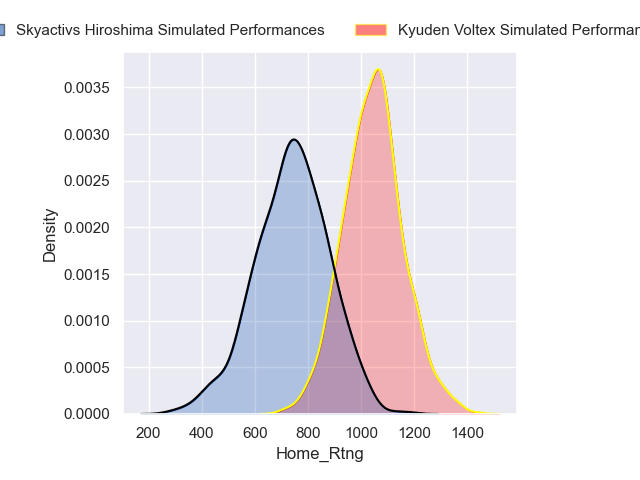 Skyactivs Hiroshima Simulated Performances
Kyuden Voltex Simulated
0.0035
0.0030
0.0025
0.0020
0.0015
0.0010
0.0005
0.0000
Density
200 400 600 800 1000 1200 1400
Home_Rtng